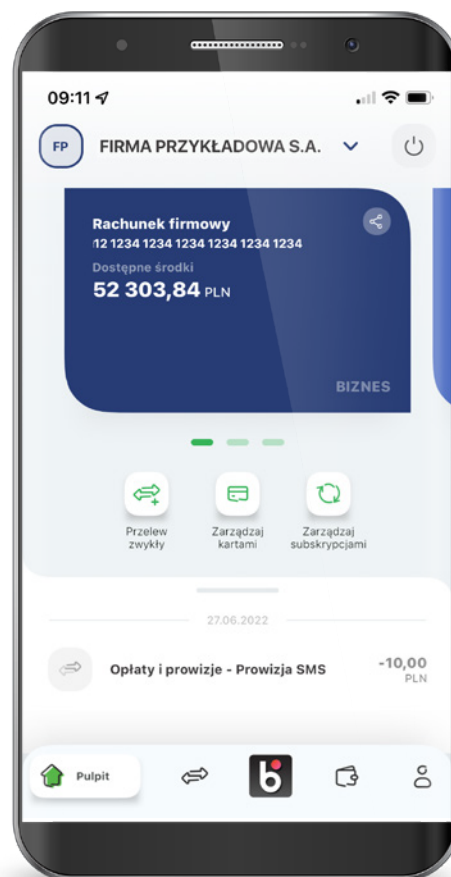 09:11
FP
FIRMA PRZYKŁADOWA S.A.
Rachunek firmowy
12 1234 1234 1234 1234 1234 1234
Dostępne środki
52 303,84 PLN
BIZNES
Przelew
zwykły
Zarządzaj
kartami
Zarządzaj
subskrypcjami
27.06.2022
Opłaty i prowizje - Prowizja SMS
-10,00
PLN
Pulpit
b